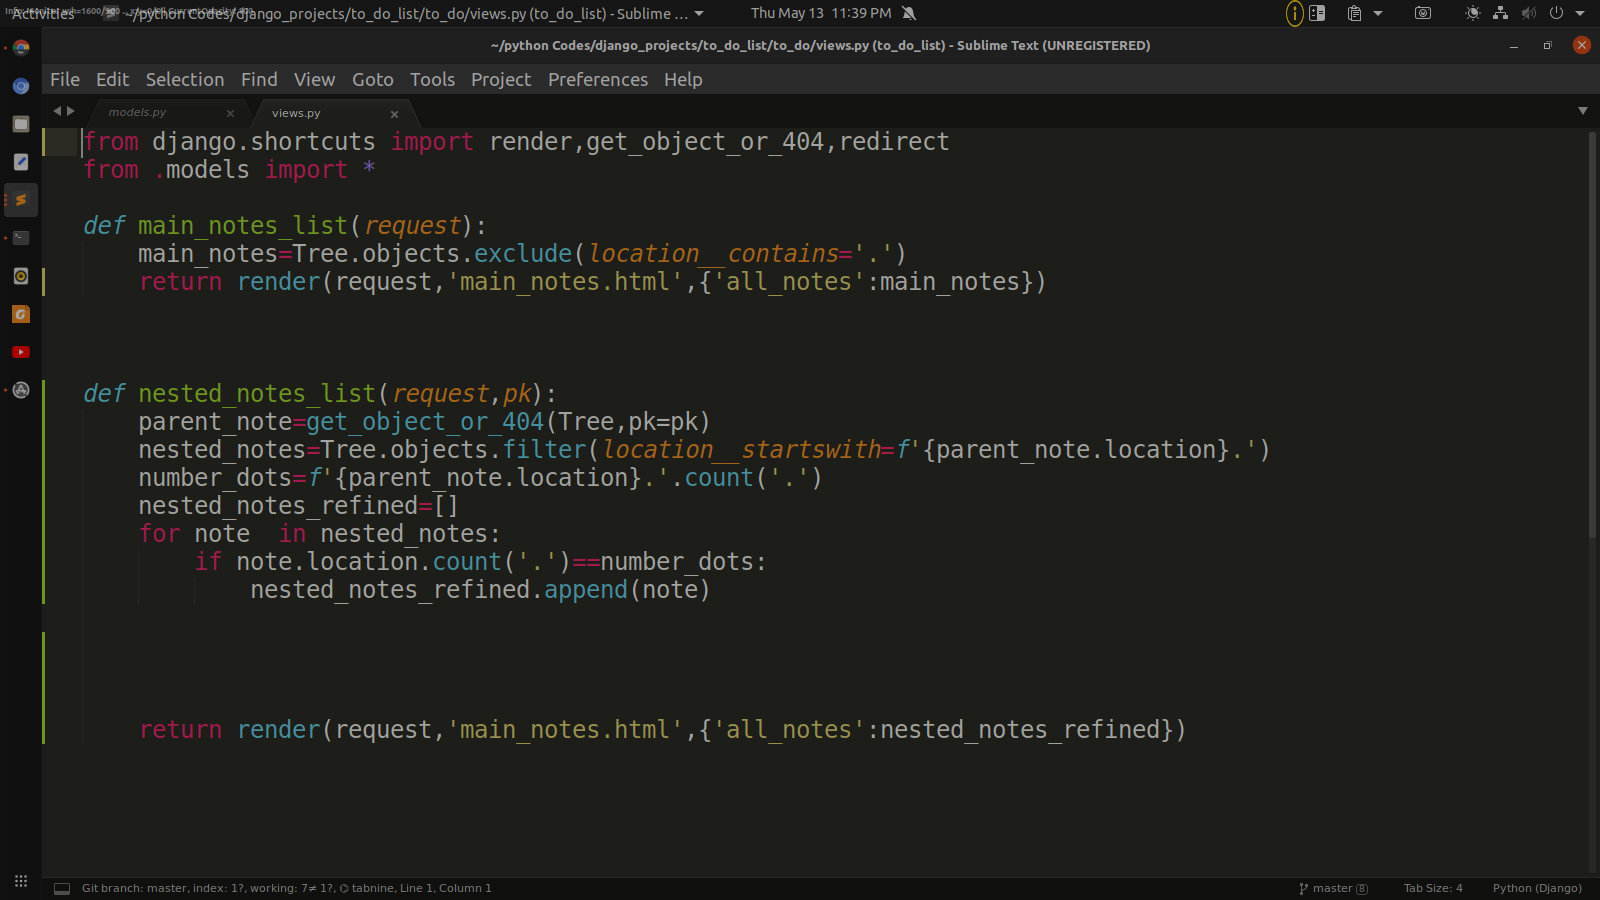 Activities
~/python Codes/django_projects/to_do_list/to_do/views.py (to_do_list) - Sublime ...
Thu May 13 11:39 PM
~/python Codes/django_projects/to_do_list/to_do/views.py (to_do_list) - Sublime Text (UNREGISTERED)
File Edit Selection Find View Goto Tools Project Preferences Help
models.py
views.py
from django.shortcuts import render,get_object_or_404,redirect
from .models import *
def main_notes_list(request):
    main_notes=Tree.objects.exclude(location__contains='.')
    return render(request,'main_notes.html',{'all_notes':main_notes})
def nested_notes_list(request,pk):
    parent_note=get_object_or_404(Tree,pk=pk)
    nested_notes=Tree.objects.filter(location__startswith=f'{parent_note.location}.')
    number_dots=f'{parent_note.location}.'.count('.')
    nested_notes_refined=[]
    for note  in nested_notes:
        if note.location.count('.')==number_dots:
            nested_notes_refined.append(note)
    return render(request,'main_notes.html',{'all_notes':nested_notes_refined})
Git branch: master, index: 1?, working: 7≠ 1?, ⌬ tabnine, Line 1, Column 1
master 8
Tab Size: 4
Python (Django)